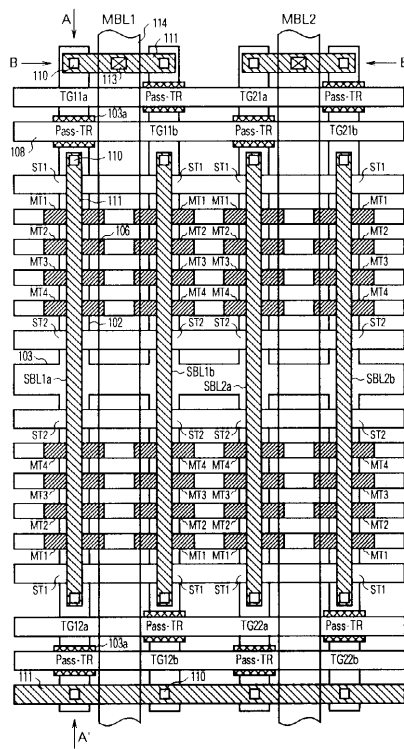 A MBL1 114 MBL2
111
B B
110 113
TG11a Pass-TR TG21a Pass-TR
103a
Pass-TR TG11b Pass-TR TG21b
108
110
ST1 ST1 ST1 ST1
111
MT1 MT1 MT1 MT1
106
MT2 MT2 MT2 MT2
MT3 MT3 MT3 MT3
MT4 MT4 MT4 MT4
102
ST2 ST2 ST2 ST2
103
SBL1a SBL1b SBL2a SBL2b
ST2 ST2 ST2 ST2
MT4 MT4 MT4 MT4
MT3 MT3 MT3 MT3
MT2 MT2 MT2 MT2
MT1 MT1 MT1 MT1
ST1 ST1 ST1 ST1
TG12a Pass-TR TG22a Pass-TR
103a
Pass-TR TG12b Pass-TR TG22b
111 110
A'